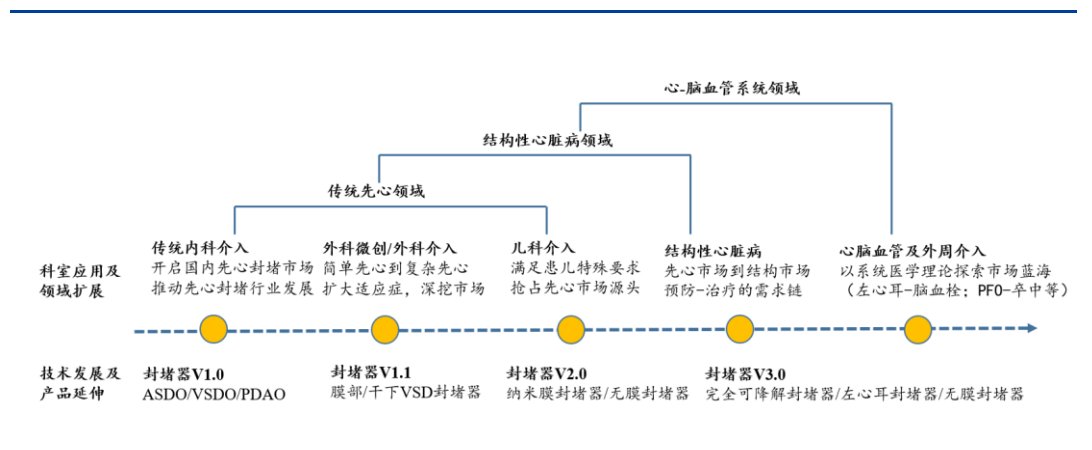 心-脑血管系统领域
结构性心脏病领域
传统先心领域
科室应用及
领域扩展
传统内科介入
开启国内先心封堵市场
推动先心封堵行业发展
外科微创/外科介入
简单先心到复杂先心
扩大适应症，深挖市场
儿科介入
满足患儿特殊要求
抢占先心市场源头
结构性心脏病
先心市场到结构市场
预防-治疗的需求链
心脑血管及外周介入
以系统医学理论探索市场蓝海
（左心耳-脑血栓；PFO-卒中等）
技术发展及
产品延伸
封堵器V1.0
ASDO/VSDO/PDAO
封堵器V1.1
膜部/干下VSD封堵器
封堵器V2.0
纳米膜封堵器/无膜封堵器
封堵器V3.0
完全可降解封堵器/左心耳封堵器/无膜封堵器